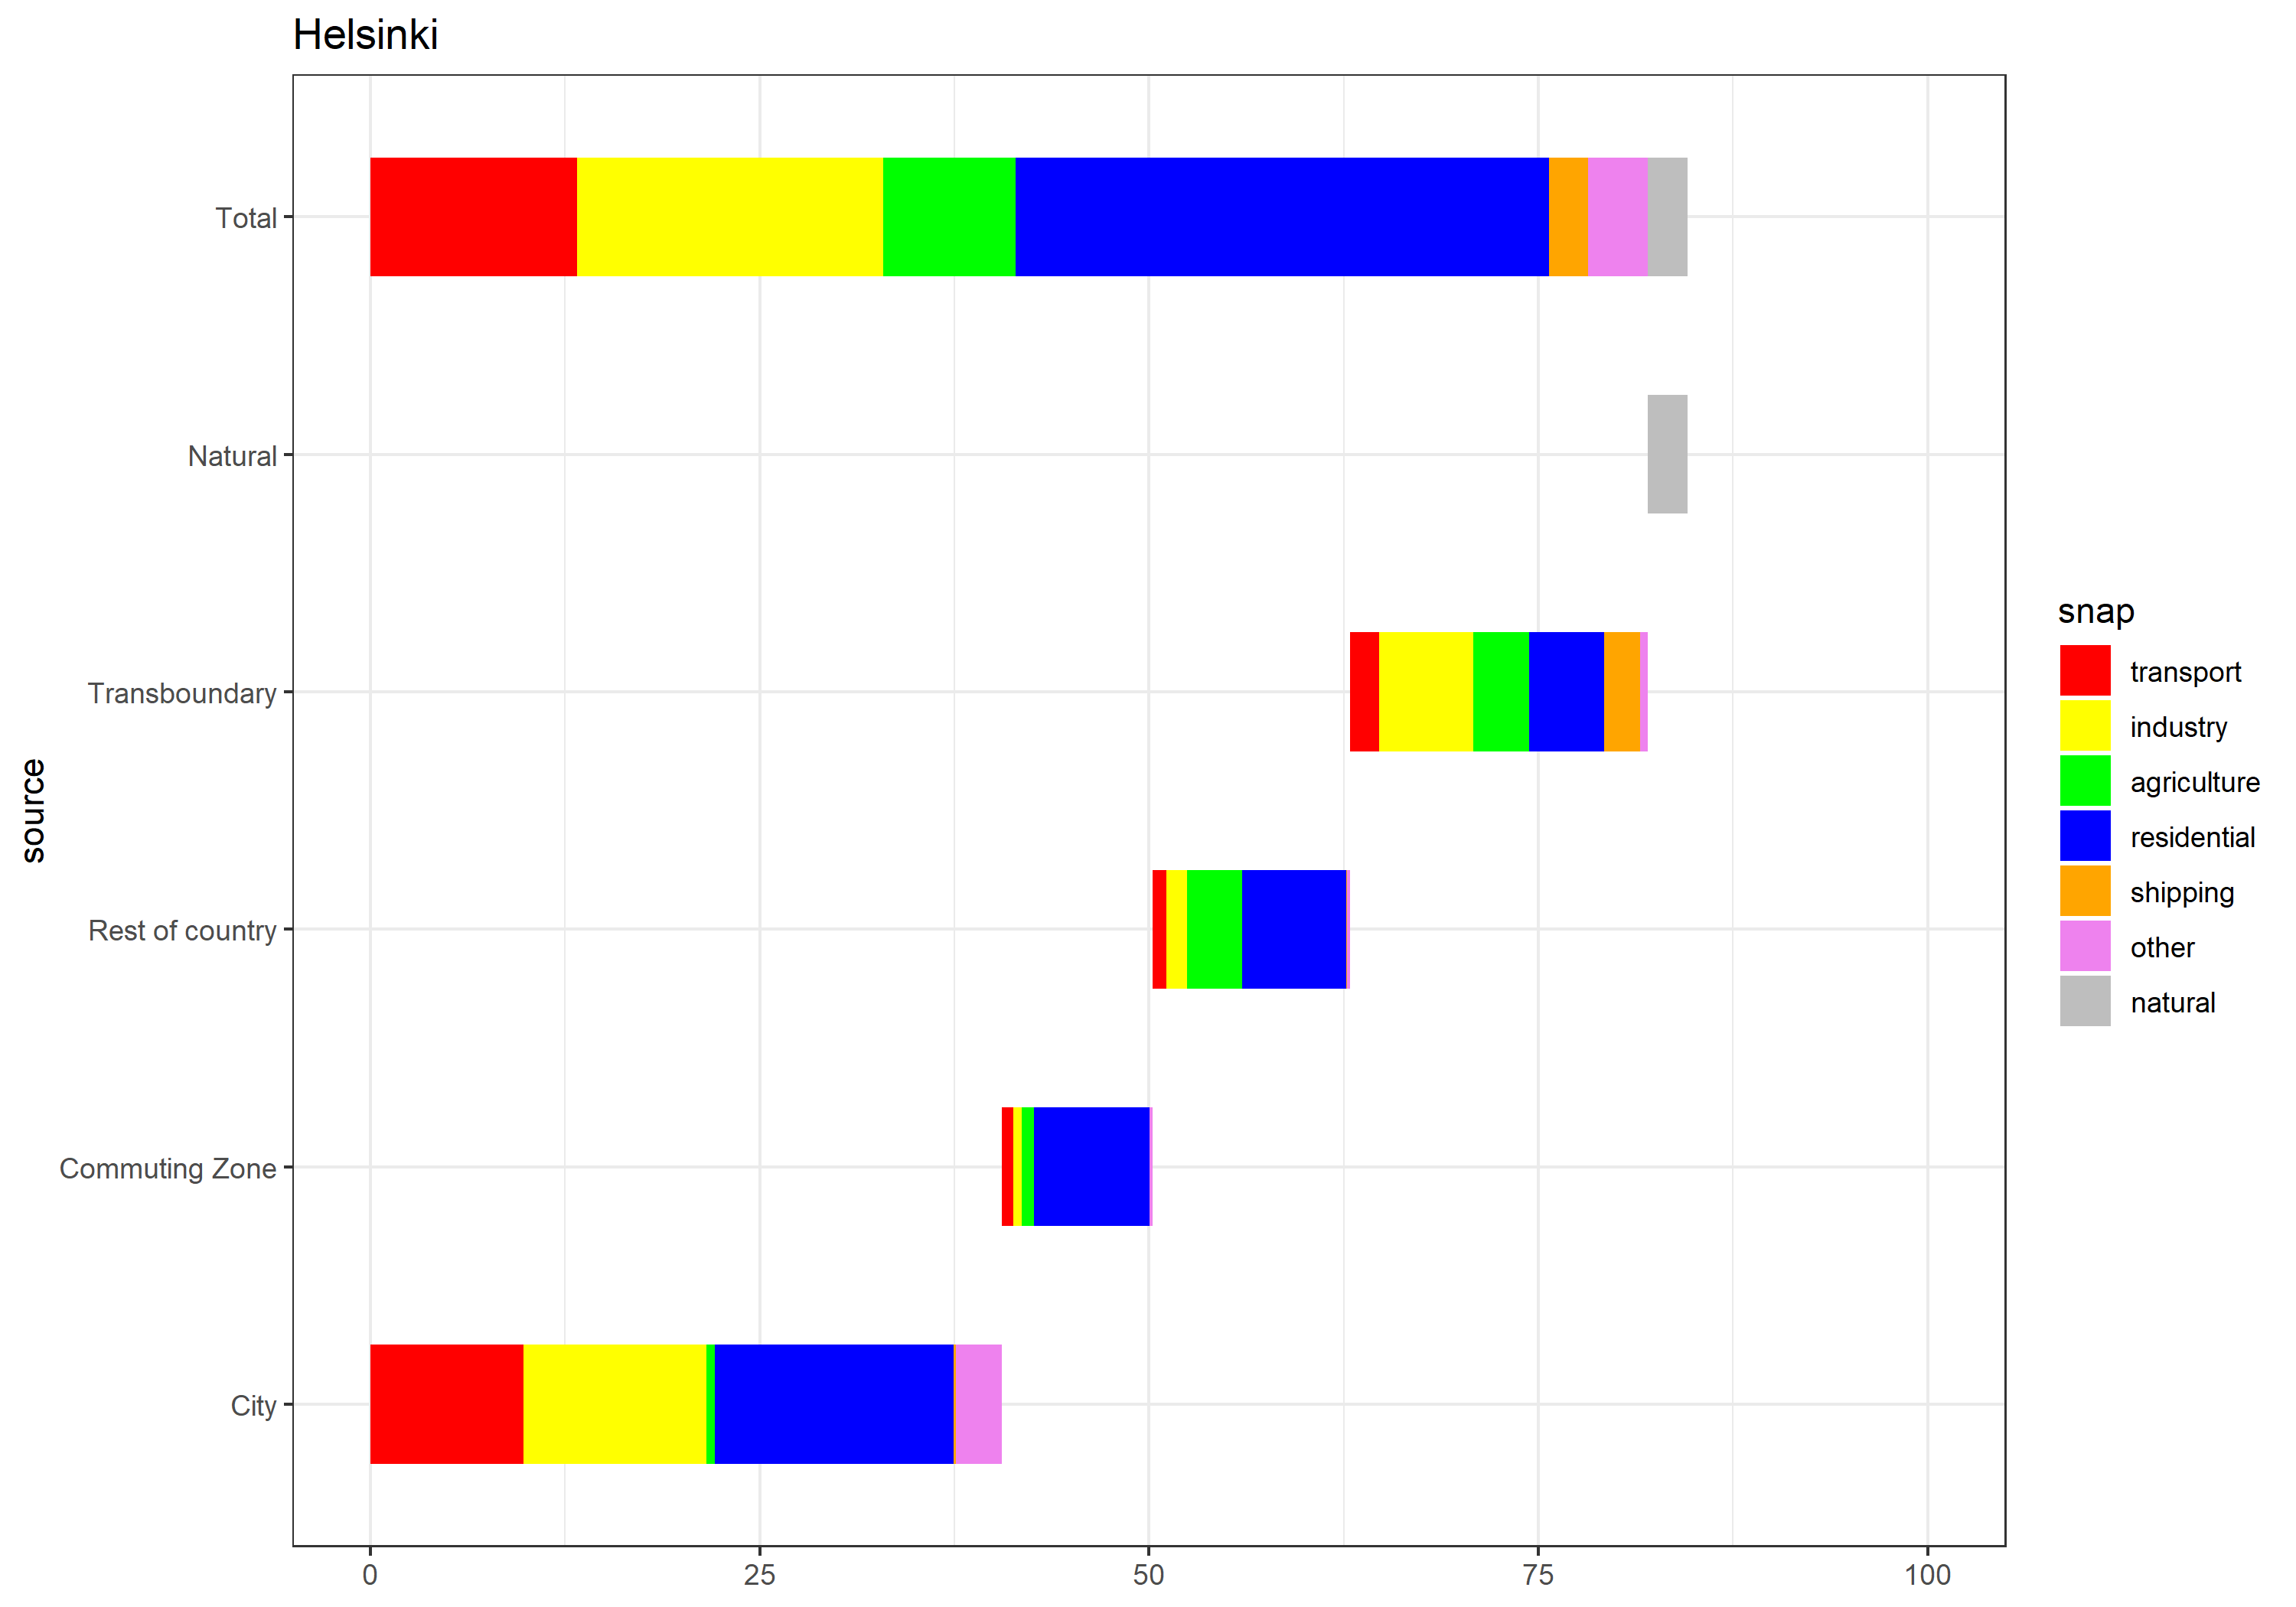 Helsinki
Total
Natural
Transboundary
Rest of country
Commuting Zone
City
source
0 25 50 75 100
snap
transport
industry
agriculture
residential
shipping
other
natural